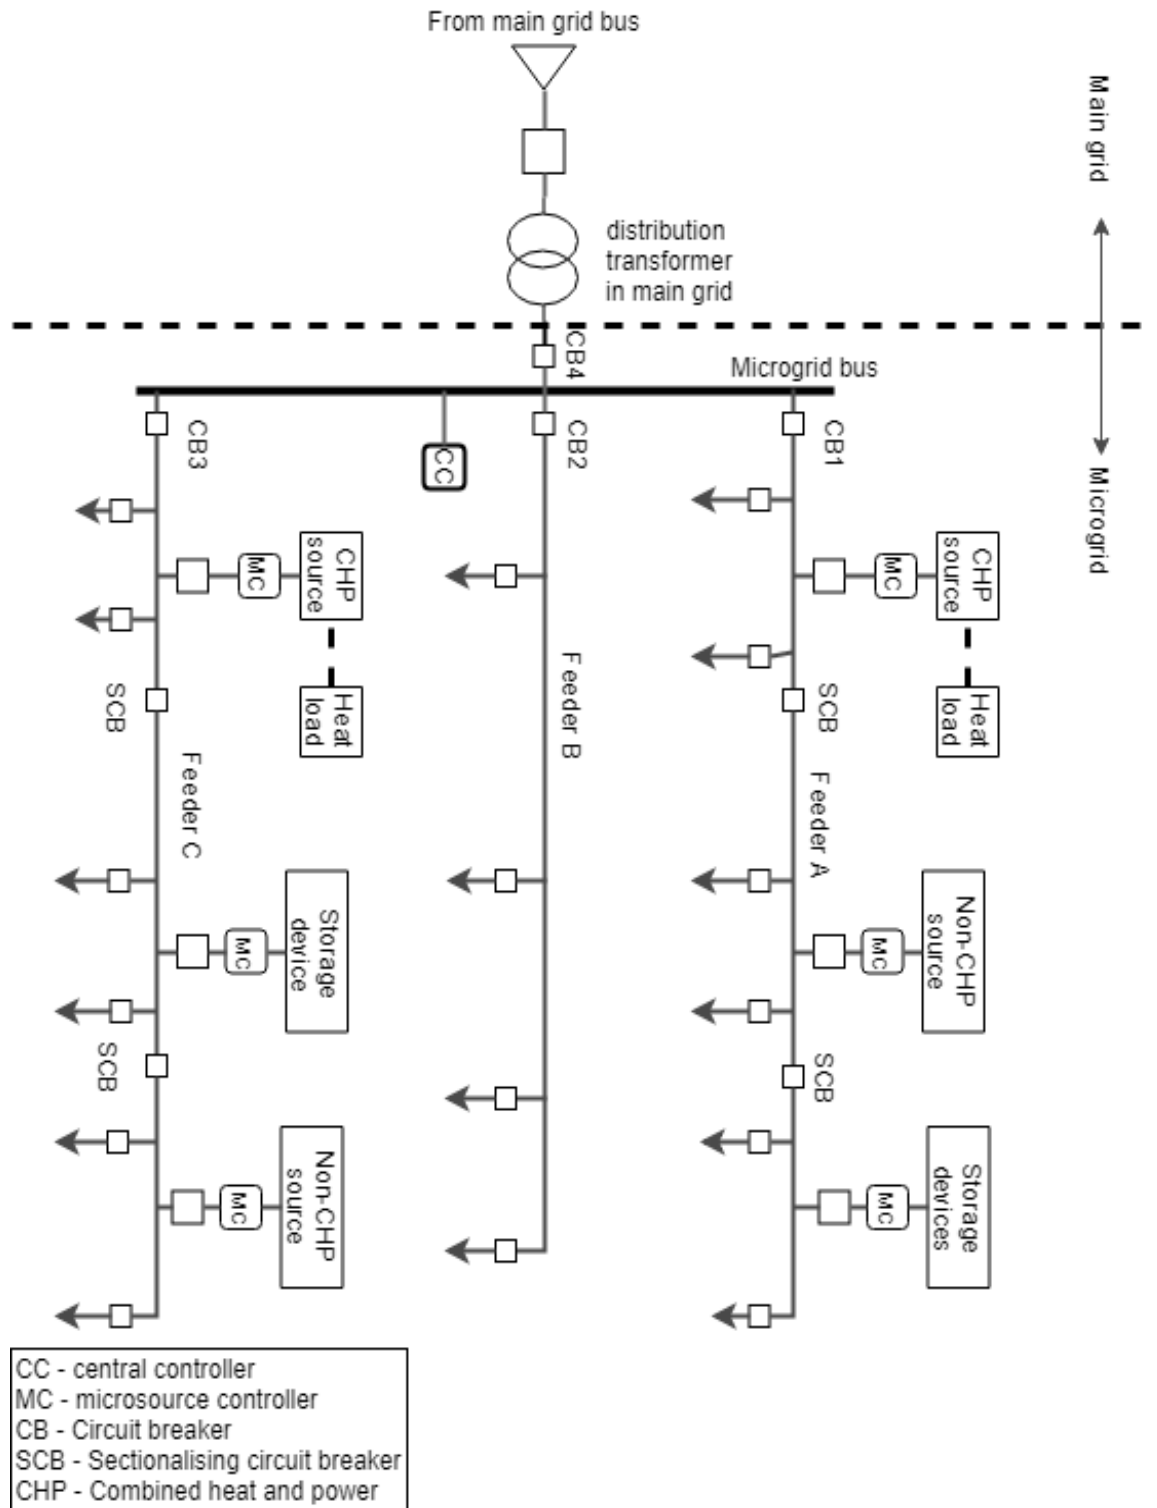 From main grid bus
Main grid
distribution
transformer
in main grid
CB4
Microgrid bus
CB3
CC
CB2
CB1
Microgrid
CHP
source
MC
CHP
source
MC
SCB
Heat
load
Feeder B
SCB
Heat
load
Feeder C
Feeder A
Storage
device
MC
Non-CHP
source
MC
SCB
SCB
Non-CHP
source
MC
Storage
devices
MC
CC - central controller
MC - microsource controller
CB - Circuit breaker
SCB - Sectionalising circuit breaker
CHP - Combined heat and power